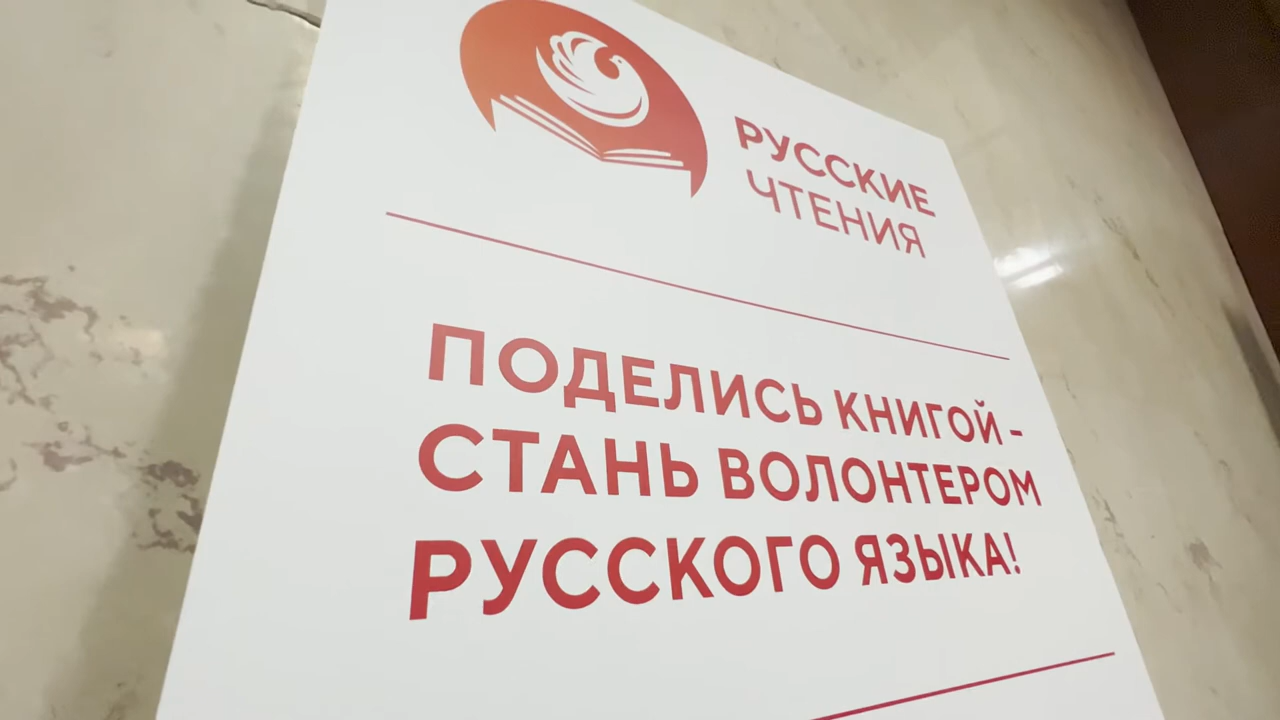 РУССКИЕ
ЧТЕНИЯ
ПОДЕЛИСЬ КНИГОЙ -
СТАНЬ ВОЛОНТЕРОМ
РУССКОГО ЯЗЫКА!